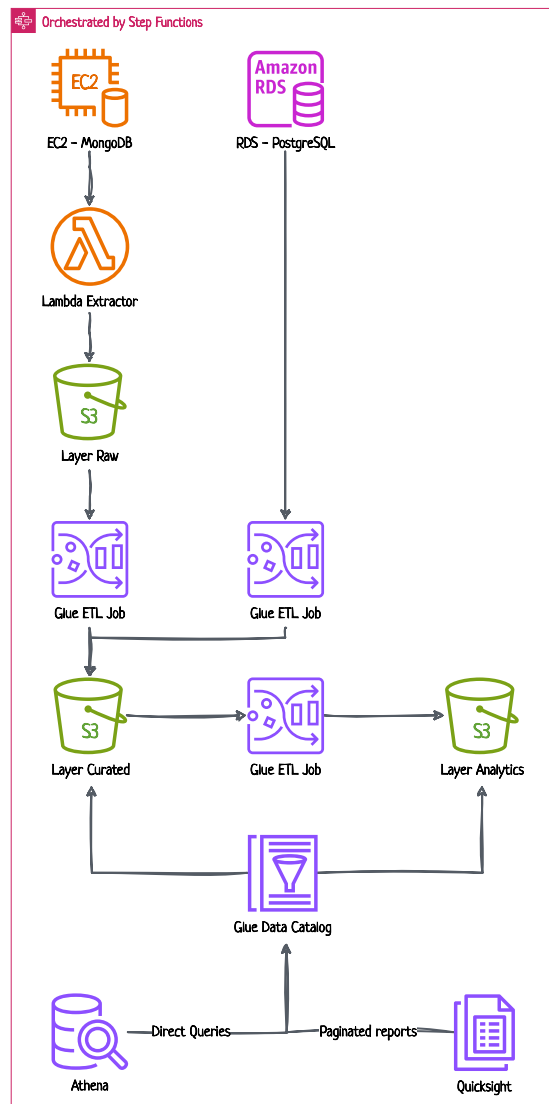 Orchestrated by Step Functions
EC2
Amazon
RDS
EC2 - MongoDB
RDS - PostgreSQL
Lambda Extractor
S3
Layer Raw
Glue ETL Job
Glue ETL Job
S3
S3
Layer Curated
Glue ETL Job
Layer Analytics
Glue Data Catalog
Direct Queries
Paginated reports
Athena
Quicksight